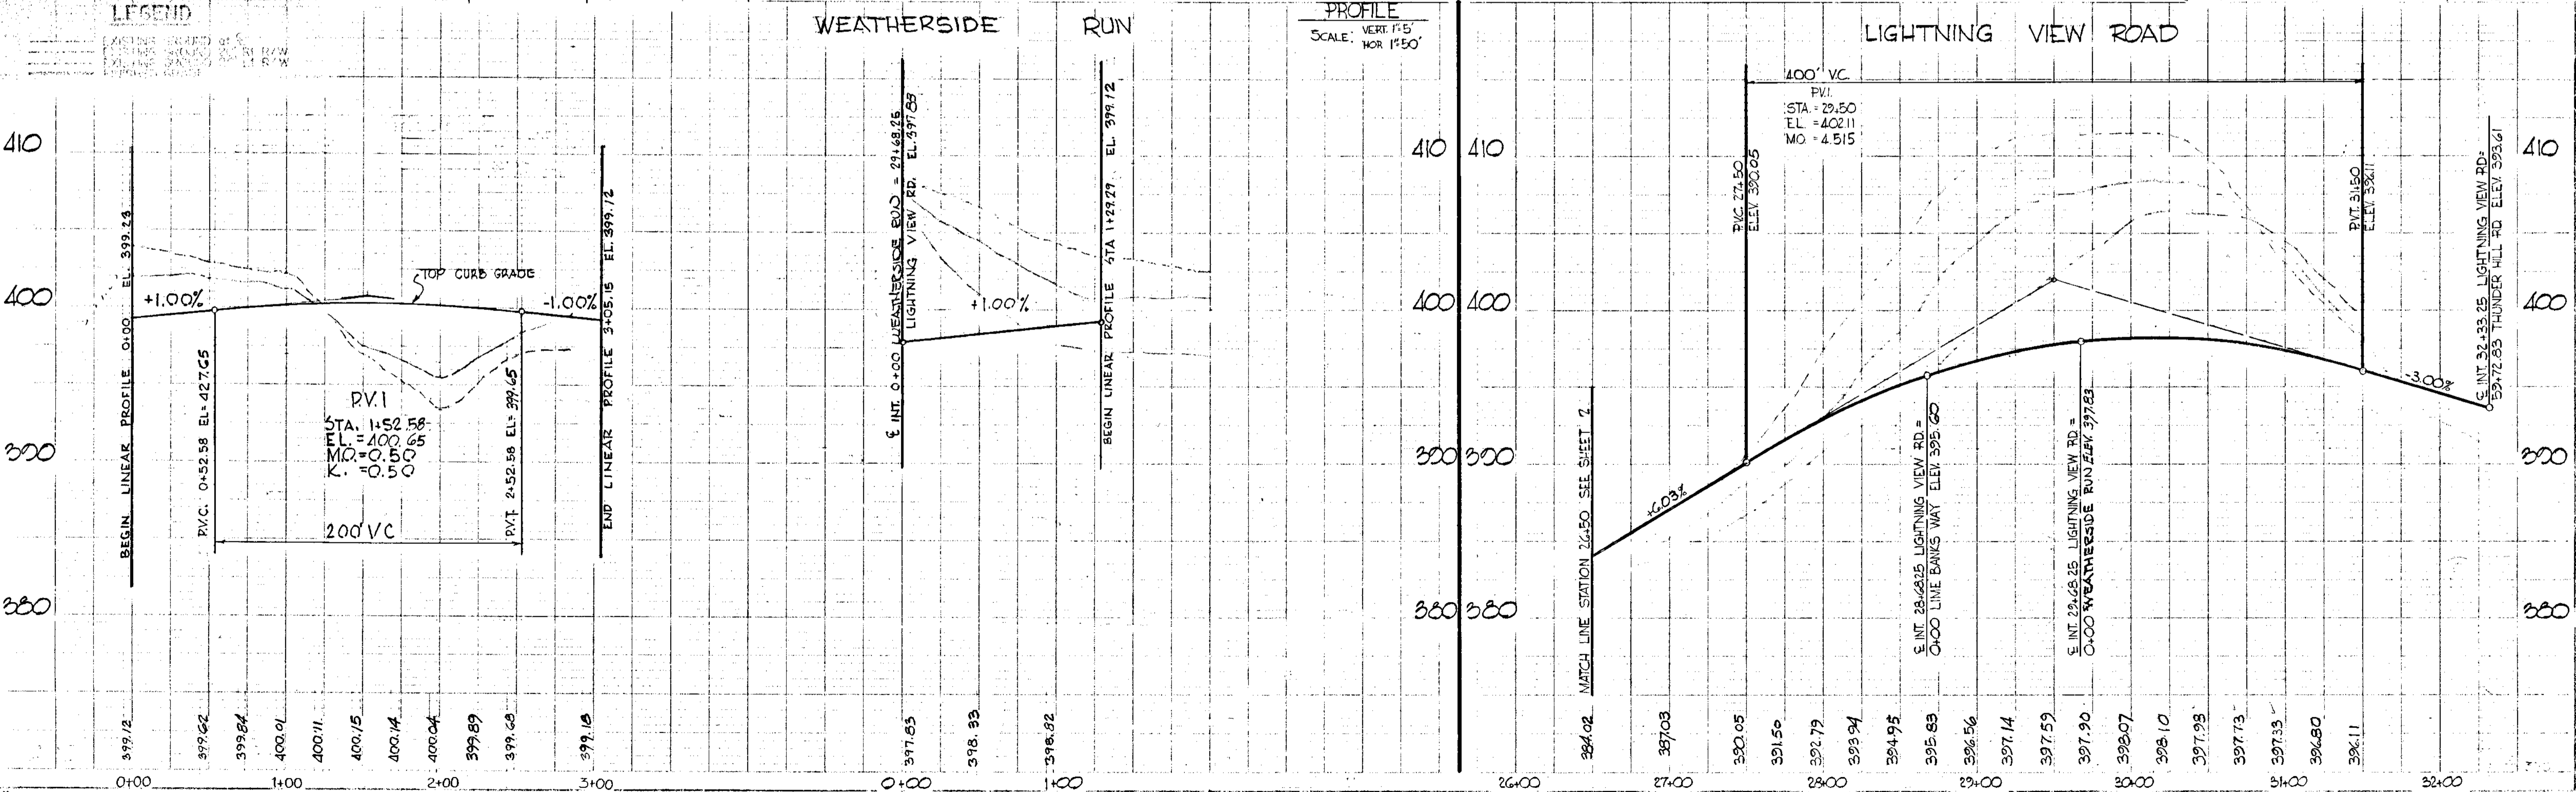 LEGEND
WEATHERSIDE RUN
PROFILE
SCALE: VERT. 1"=5'
HOR 1"=50'
LIGHTNING VIEW ROAD
410
400
390
380
BEGIN LINEAR PROFILE 0+00 EL. 399.23
+1.00%
P.V.C. 0+52.58 EL= 427.65
TOP CURB GRADE
P.V.I
STA. 1+52.58
EL. = 400.65
M.O. = 0.50
K. = 0.50
200' VC
P.V.T. 2+52.58 EL= 399.65
-1.00%
END LINEAR PROFILE 3+05.15 EL. 399.12
399.12
399.62
399.84
400.01
400.11
400.15
400.14
400.04
399.89
399.68
399.18
0+00
1+00
2+00
3+00
℄ INT. 0+00 WEATHERSIDE RUN = 29+68.25
LIGHTNING VIEW RD. EL. 397.83
+1.00%
BEGIN LINEAR PROFILE STA 1+29.29 EL. 399.12
397.83
398.33
398.82
0+00
1+00
410 410
400 400
390 390
380 380
MATCH LINE STATION 26+50 SEE SHEET 2
+6.03%
400' V.C.
P.V.I.
STA. = 29+50
EL. = 402.11
MO. = 4.515
P.V.C. 27+50
ELEV. 390.05
℄ INT. 28+68.25 LIGHTNING VIEW RD. =
0+00 LIME BANKS WAY ELEV. 395.60
℄ INT. 29+68.25 LIGHTNING VIEW RD. =
0+00 WEATHERSIDE RUN ELEV. 397.83
P.V.T. 31+50
ELEV. 396.11
-3.00%
℄ INT. 32+33.25 LIGHTNING VIEW RD=
59+72.83 THUNDER HILL RD ELEV. 393.61
410
400
390
380
384.02
387.03
390.05
391.50
392.79
393.94
394.95
395.83
396.56
397.14
397.59
397.90
398.07
398.10
397.98
397.73
397.33
396.80
396.11
26+00
27+00
28+00
29+00
30+00
31+00
32+00